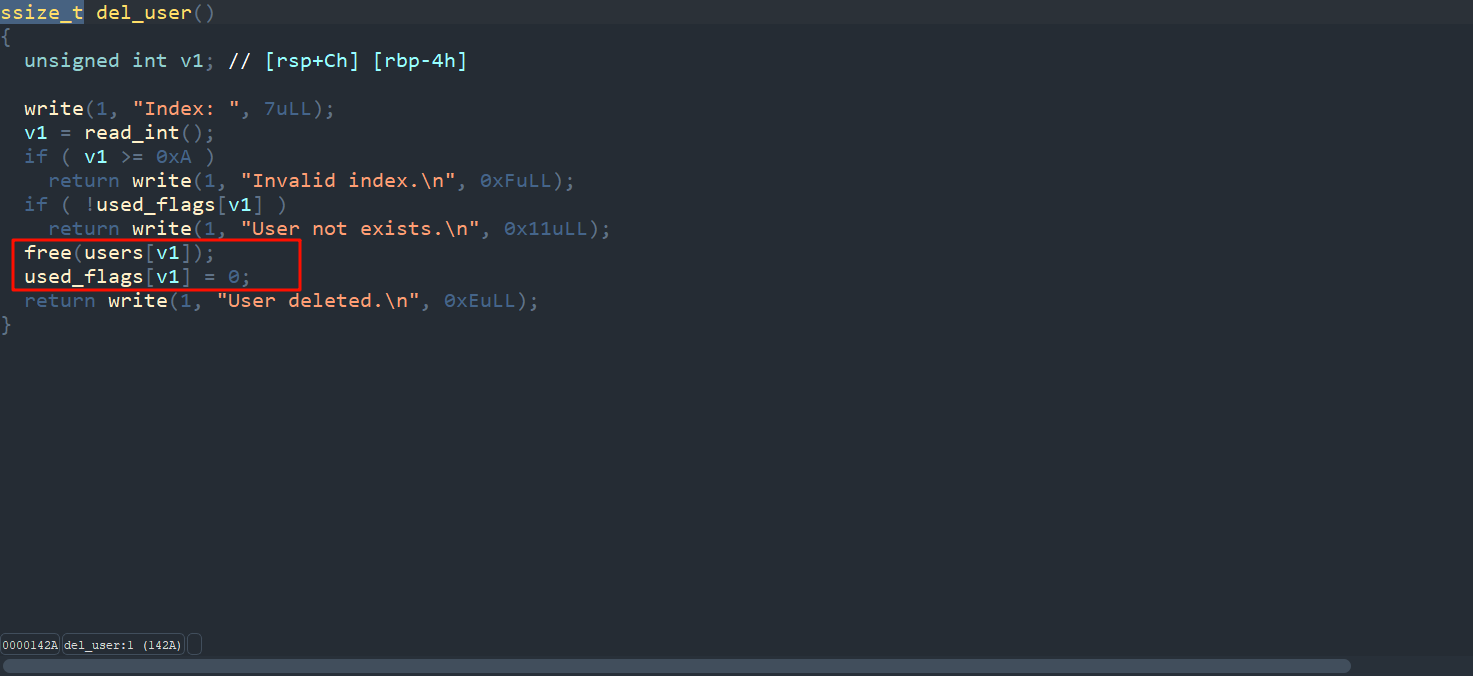 ssize_t del_user()
{
  unsigned int v1; // [rsp+Ch] [rbp-4h]

  write(1, "Index: ", 7uLL);
  v1 = read_int();
  if ( v1 >= 0xA )
    return write(1, "Invalid index.\n", 0xFuLL);
  if ( !used_flags[v1] )
    return write(1, "User not exists.\n", 0x11uLL);
  free(users[v1]);
  used_flags[v1] = 0;
  return write(1, "User deleted.\n", 0xEuLL);
}
0000142A del_user:1 (142A)